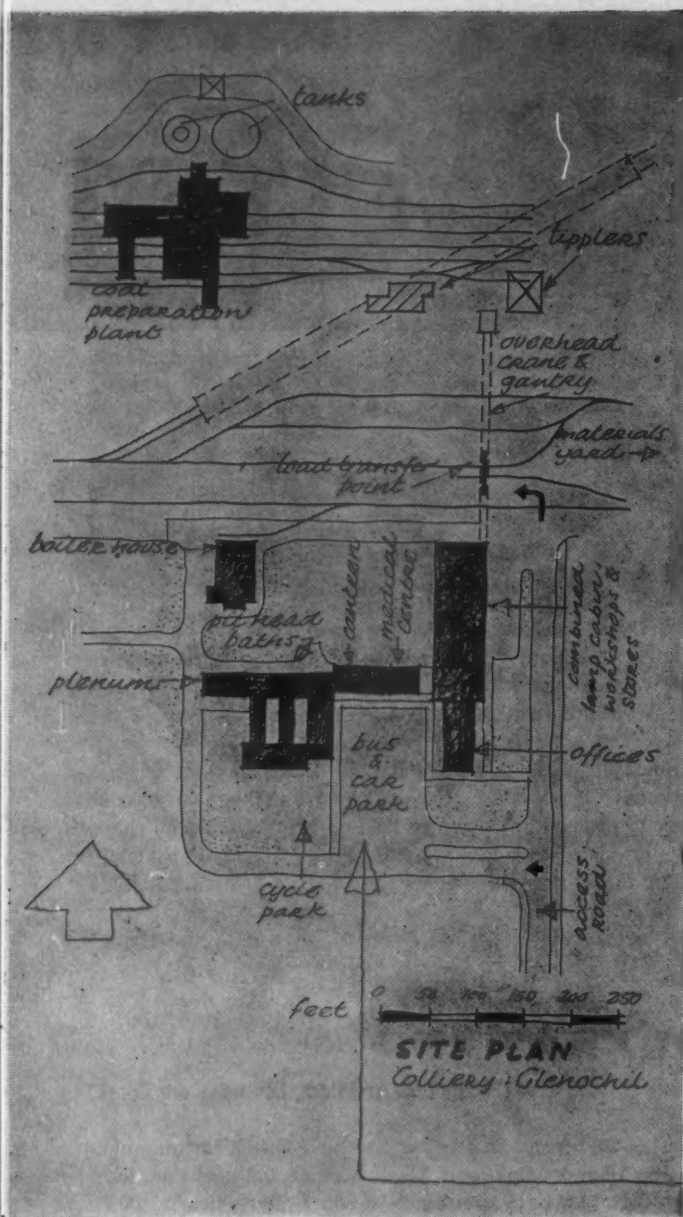 tanks
tipplers
coal
preparation
plant
overhead
crane &
gantry
materials
yard
load transfer
point
boiler house
canteen
medical
centre
pit head
baths
combined
lamp cabin,
workshops &
stores
plenum
offices
bus
&
car
park
cycle
park
access
road
feet 0 50 100 150 200 250
SITE PLAN
Colliery : Glenochil